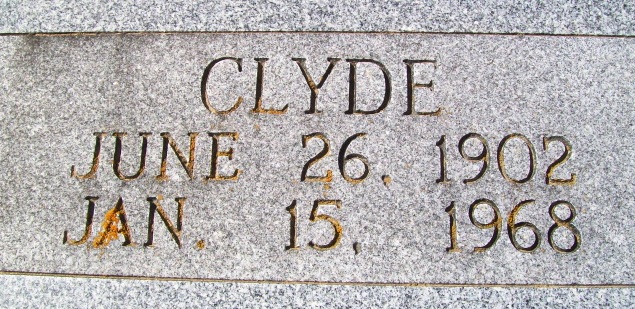 CLYDE
JUNE 26, 1902
JAN. 15, 1968